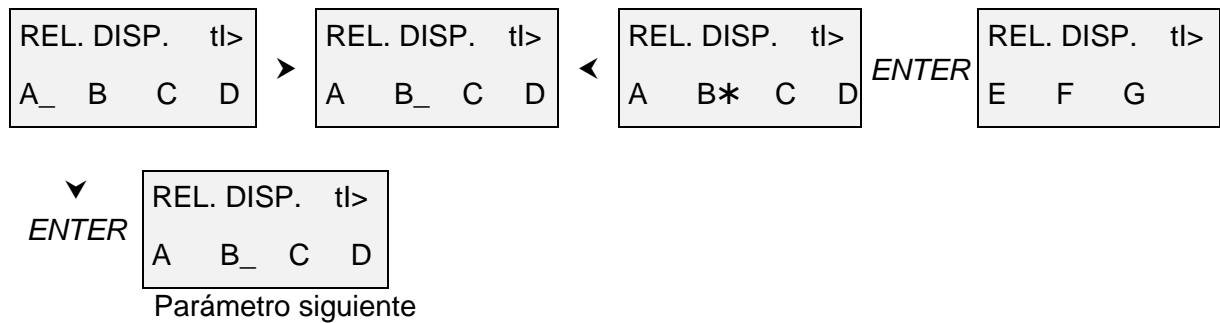 REL. DISP. tI>
A_ B C D
➤
REL. DISP. tI>
A B_ C D
REL. DISP. tI>
A B* C D
ENTER
REL. DISP. tI>
E F G
ENTER
REL. DISP. tI>
A B_ C D
Parámetro siguiente